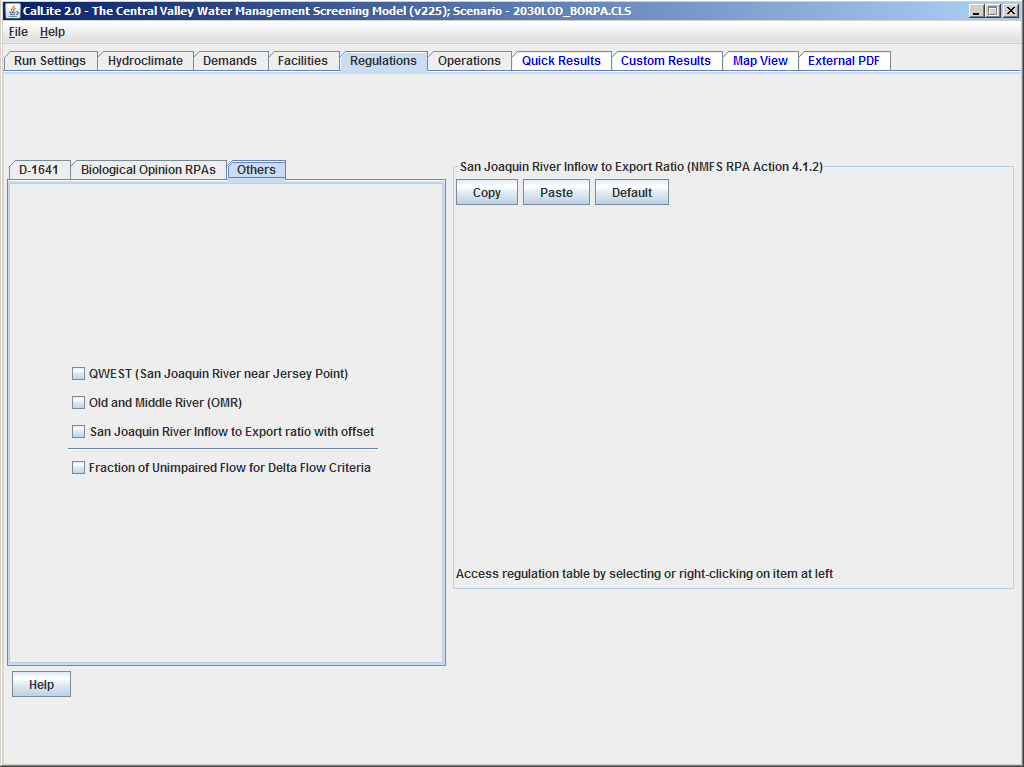 CalLite 2.0 - The Central Valley Water Management Screening Model (v225); Scenario - 2030LOD_BORPA.CLS
File Help
Run Settings Hydroclimate Demands Facilities Regulations Operations Quick Results Custom Results Map View External PDF
D-1641 Biological Opinion RPAs Others
San Joaquin River Inflow to Export Ratio (NMFS RPA Action 4.1.2)
Copy Paste Default
QWEST (San Joaquin River near Jersey Point)
Old and Middle River (OMR)
San Joaquin River Inflow to Export ratio with offset
Fraction of Unimpaired Flow for Delta Flow Criteria
Access regulation table by selecting or right-clicking on item at left
Help